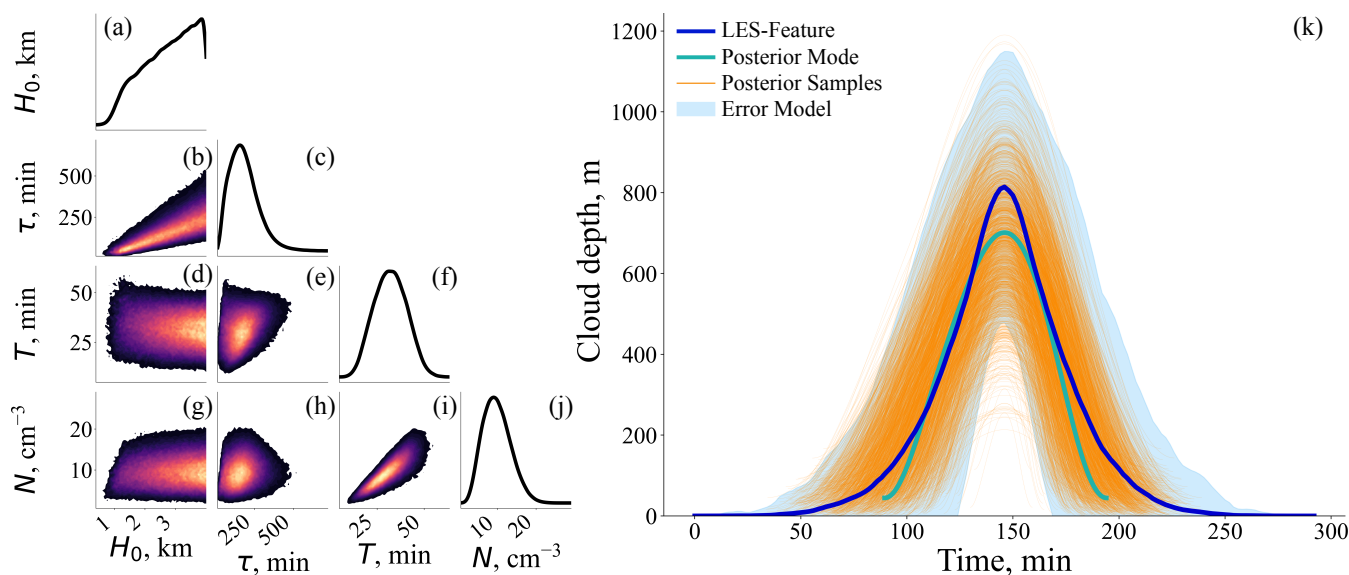 (a)
H₀, km
(b)
(c)
τ, min
500
250
(d)
(e)
(f)
T, min
50
25
(g)
(h)
(i)
(j)
N, cm⁻³
20
10
1 2 3
250 500
25 50
10 20
H₀, km
τ, min
T, min
N, cm⁻³
(k)
LES-Feature
Posterior Mode
Posterior Samples
Error Model
Cloud depth, m
1200
1000
800
600
400
200
0
0 50 100 150 200 250 300
Time, min